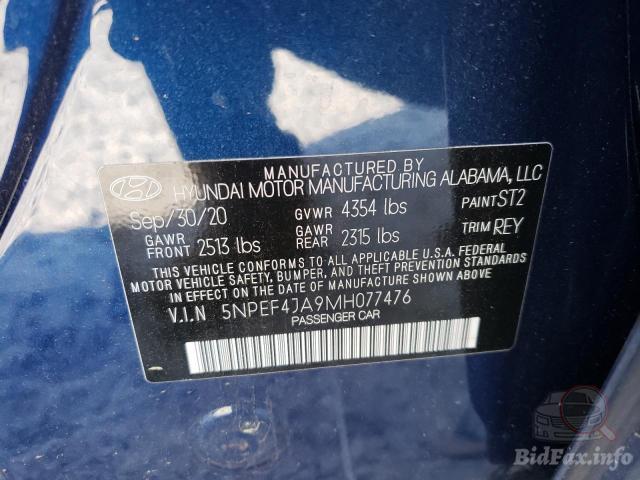 MANUFACTURED BY
HYUNDAI MOTOR MANUFACTURING ALABAMA, LLC
Sep/30/20 GVWR 4354 lbs PAINT ST2
GAWR FRONT 2513 lbs GAWR REAR 2315 lbs TRIM REY
THIS VEHICLE CONFORMS TO ALL APPLICABLE U.S.A. FEDERAL
MOTOR VEHICLE SAFETY, BUMPER, AND THEFT PREVENTION
STANDARDS IN EFFECT ON THE DATE OF MANUFACTURE SHOWN ABOVE.
V.I.N 5NPEF4JA9MH077476
PASSENGER CAR
BidFax.info